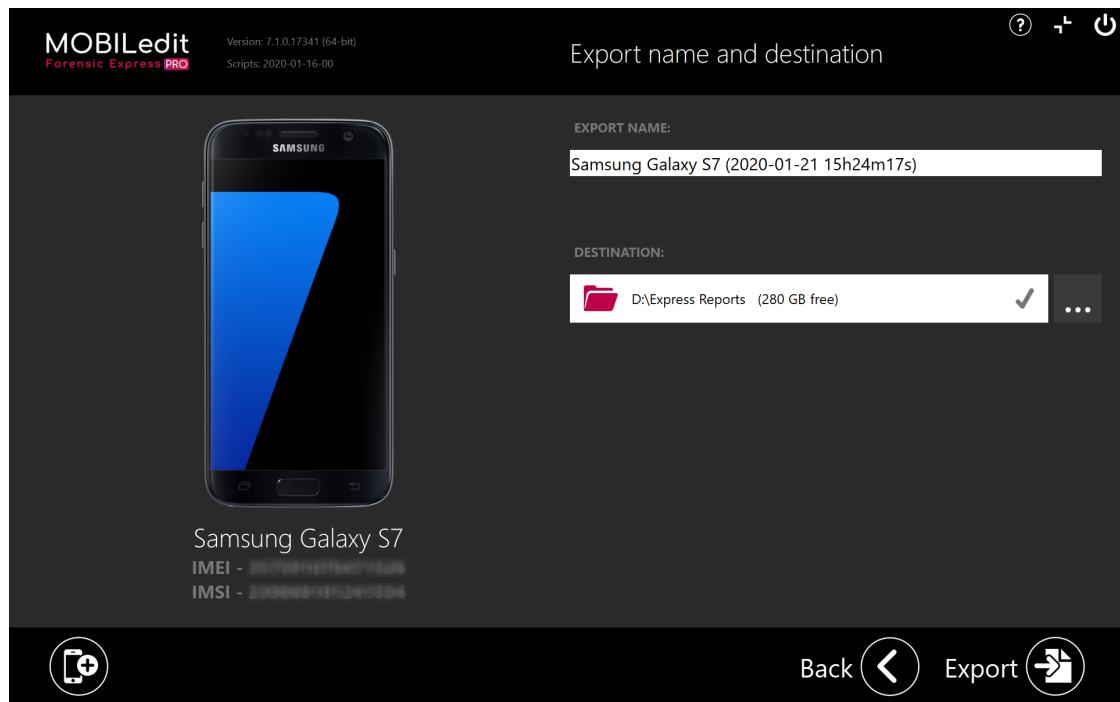 MOBILedit
Forensic Express PRO
Version: 7.1.0.17341 (64-bit)
Scripts: 2020-01-16-00
Export name and destination
?
SAMSUNG
Samsung Galaxy S7
IMEI -
IMSI -
EXPORT NAME:
Samsung Galaxy S7 (2020-01-21 15h24m17s)
DESTINATION:
D:\Express Reports (280 GB free)
...
Back
Export